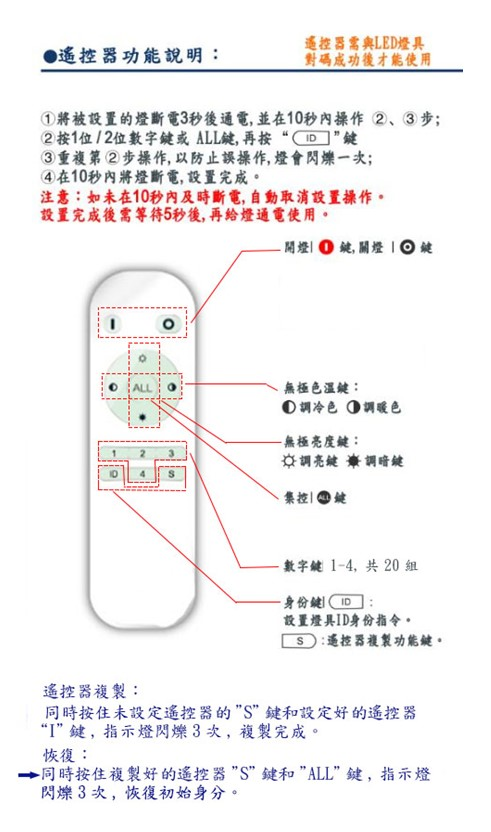 ●遙控器功能說明：
遙控器需與LED燈具
對碼成功後才能使用
①將被設置的燈斷電3秒後通電,並在10秒內操作 ②、③步;
②按1位/2位數字鍵或 ALL鍵,再按 “ ID ”鍵
③重複第②步操作,以防止誤操作,燈會閃爍一次;
④在10秒內將燈斷電,設置完成。
注意：如未在10秒內及時斷電,自動取消設置操作。
設置完成後需等待5秒後,再給燈通電使用。
開燈| I 鍵,關燈 | O 鍵
無極色溫鍵：
調冷色 調暖色
無極亮度鍵：
調亮鍵 調暗鍵
集控| ALL 鍵
ALL
1 2 3
ID 4 S
數字鍵| 1-4, 共 20 組
身份鍵| ID ：
設置燈具ID身份指令。
S ：遙控器複製功能鍵。
遙控器複製：
同時按住未設定遙控器的 ”S” 鍵和設定好的遙控器
“I” 鍵 , 指示燈閃爍 3 次 , 複製完成。
恢復：
同時按住複製好的遙控器 ”S” 鍵和 ”ALL” 鍵 , 指示燈
閃爍 3 次 , 恢復初始身分。